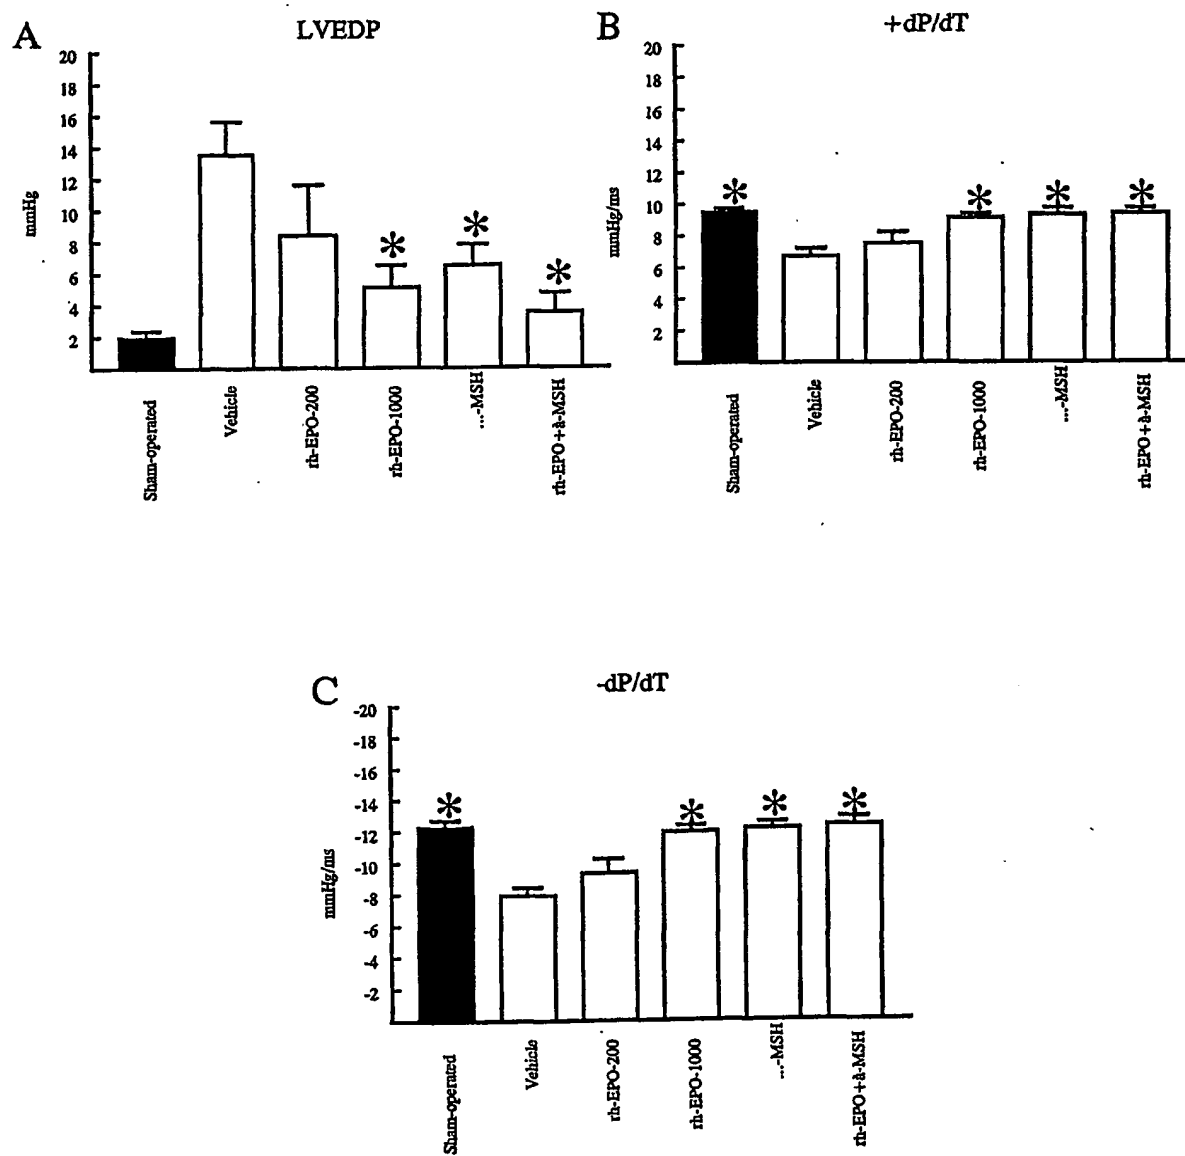 A
LVEDP
20
18
16
14
12
10
8
6
4
2
mmHg
*
*
*
Sham-operated
Vehicle
rh-EPO-200
rh-EPO-1000
...-MSH
rh-EPO+à-MSH
B
+dP/dT
20
18
16
14
12
10
8
6
4
2
mmHg/ms
*
*
*
*
Sham-operated
Vehicle
rh-EPO-200
rh-EPO-1000
...-MSH
rh-EPO+à-MSH
C
-dP/dT
-20
-18
-16
-14
-12
-10
-8
-6
-4
-2
mmHg/ms
*
*
*
*
Sham-operated
Vehicle
rh-EPO-200
rh-EPO-1000
...-MSH
rh-EPO+à-MSH